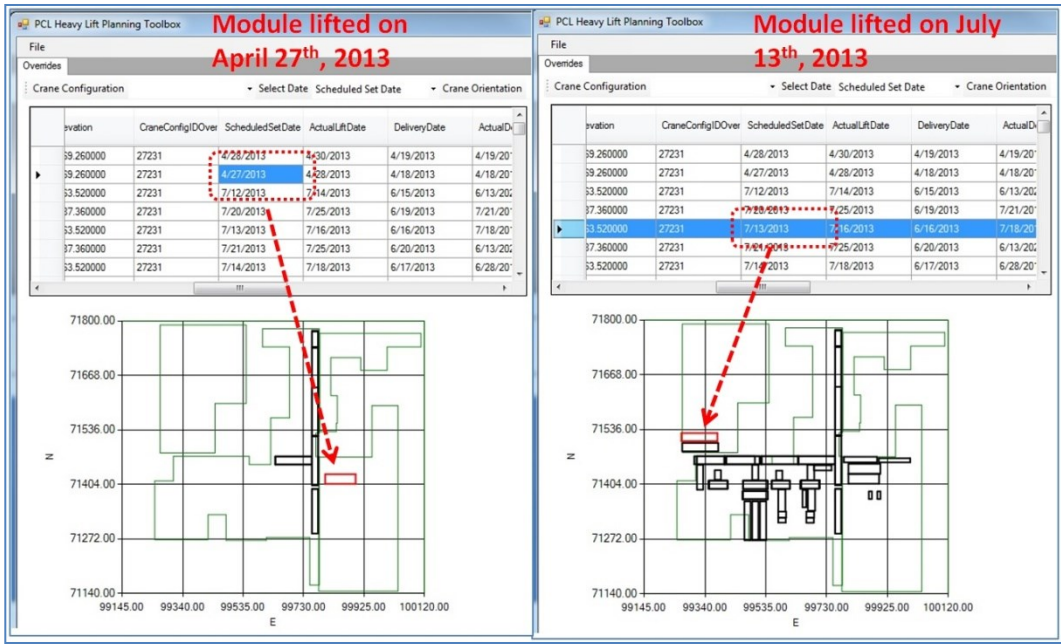 PCL Heavy Lift Planning Toolbox
Module lifted on
April 27th, 2013
File
Overrides
Crane Configuration Select Date Scheduled Set Date Crane Orientation
evation CraneConfigIDOver ScheduledSetDate ActualLiftDate DeliveryDate
69.260000 27231 4/28/2013 4/30/2013 4/19/2013 4/19/201
69.260000 27231 4/27/2013 4/28/2013 4/18/2013 4/18/201
63.520000 27231 7/12/2013 7/14/2013 6/15/2013 6/13/202
37.360000 27231 7/20/2013 7/25/2013 6/19/2013 7/21/201
63.520000 27231 7/13/2013 7/16/2013 6/16/2013 7/18/201
37.360000 27231 7/21/2013 7/25/2013 6/20/2013 6/13/202
63.520000 27231 7/14/2013 7/18/2013 6/17/2013 6/28/201
71800.00
71668.00
71536.00
N
71404.00
71272.00
71140.00
99145.00 99340.00 99535.00 99730.00 99925.00 100120.00
E
PCL Heavy Lift Planning Toolbox
Module lifted on July
13th, 2013
File
Overrides
Crane Configuration Select Date Scheduled Set Date Crane Orientation
evation CraneConfigIDOver ScheduledSetDate ActualLiftDate DeliveryDate
69.260000 27231 4/28/2013 4/30/2013 4/19/2013 4/19/201
69.260000 27231 4/27/2013 4/28/2013 4/18/2013 4/18/201
63.520000 27231 7/12/2013 7/14/2013 6/15/2013 6/13/202
37.360000 27231 7/20/2013 7/25/2013 6/19/2013 7/21/201
63.520000 27231 7/13/2013 7/16/2013 6/16/2013 7/18/201
37.360000 27231 7/21/2013 7/25/2013 6/20/2013 6/13/202
63.520000 27231 7/14/2013 7/18/2013 6/17/2013 6/28/201
71800.00
71668.00
71536.00
N
71404.00
71272.00
71140.00
99145.00 99340.00 99535.00 99730.00 99925.00 100120.00
E